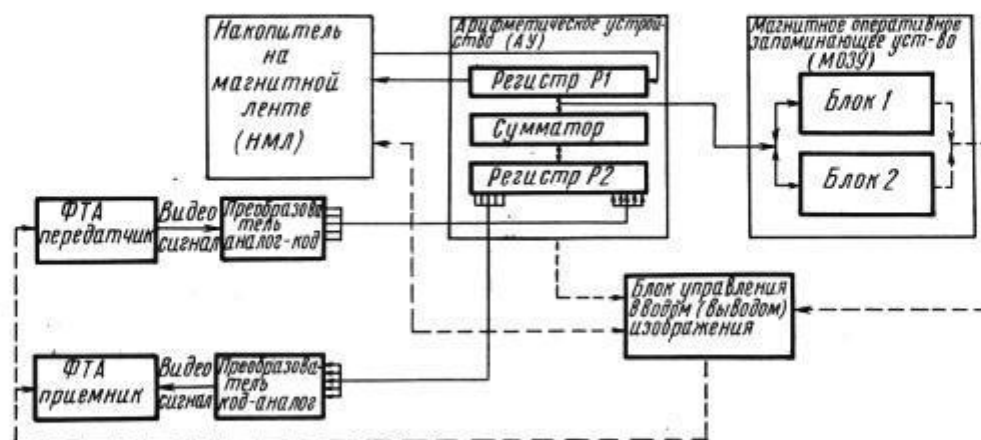 Накопитель
на
магнитной
ленте
(НМЛ)
Арифметическое устрой-
ство (АУ)
Регистр Р1
Сумматор
Регистр Р2
Магнитное оперативное
запоминающее уст-во
(МОЗУ)
Блок 1
Блок 2
ФТА
передатчик
Видео
сигнал
Преобразова
тель
аналог-код
Блок управления
вводом (выводом)
изображения
ФТА
приемник
Видео
сигнал
Преобразова-
тель
код-аналог